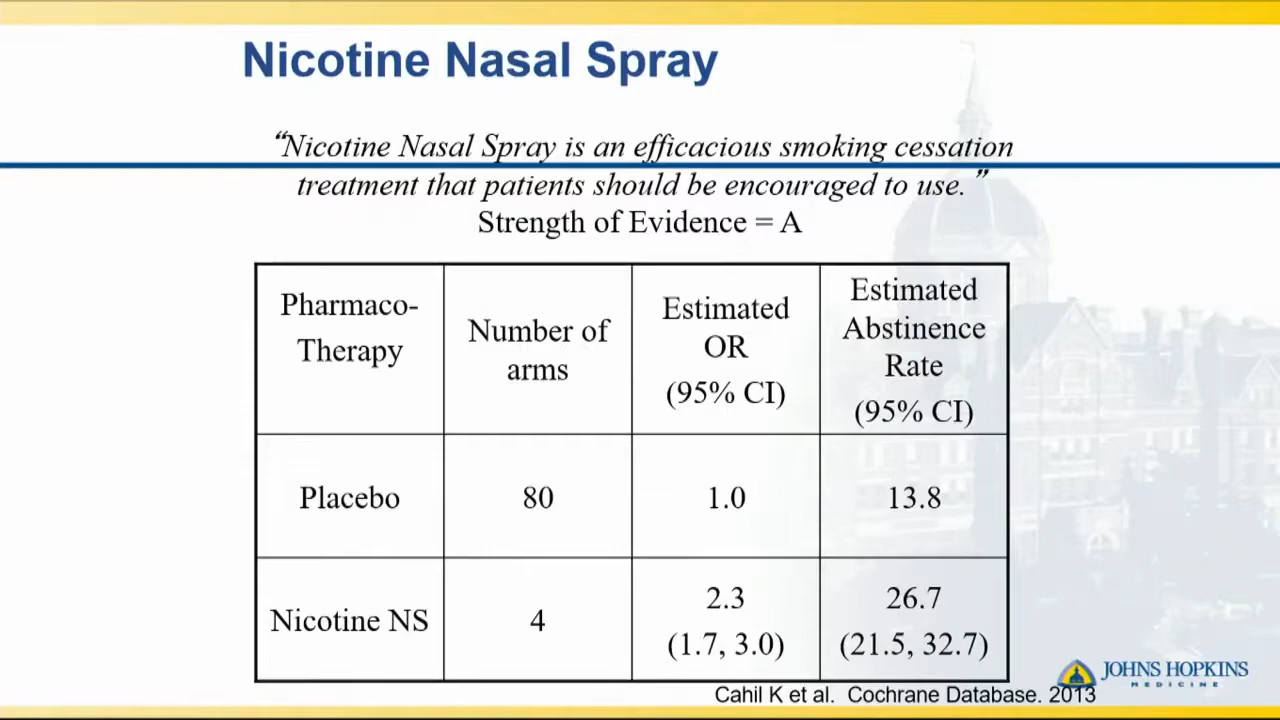 Nicotine Nasal Spray
“Nicotine Nasal Spray is an efficacious smoking cessation
treatment that patients should be encouraged to use.”
Strength of Evidence = A
Pharmaco-
Therapy
Number of
arms
Estimated
OR
(95% CI)
Estimated
Abstinence
Rate
(95% CI)
Placebo
80
1.0
13.8
Nicotine NS
4
2.3
(1.7, 3.0)
26.7
(21.5, 32.7)
JOHNS HOPKINS
MEDICINE
Cahil K et al. Cochrane Database. 2013